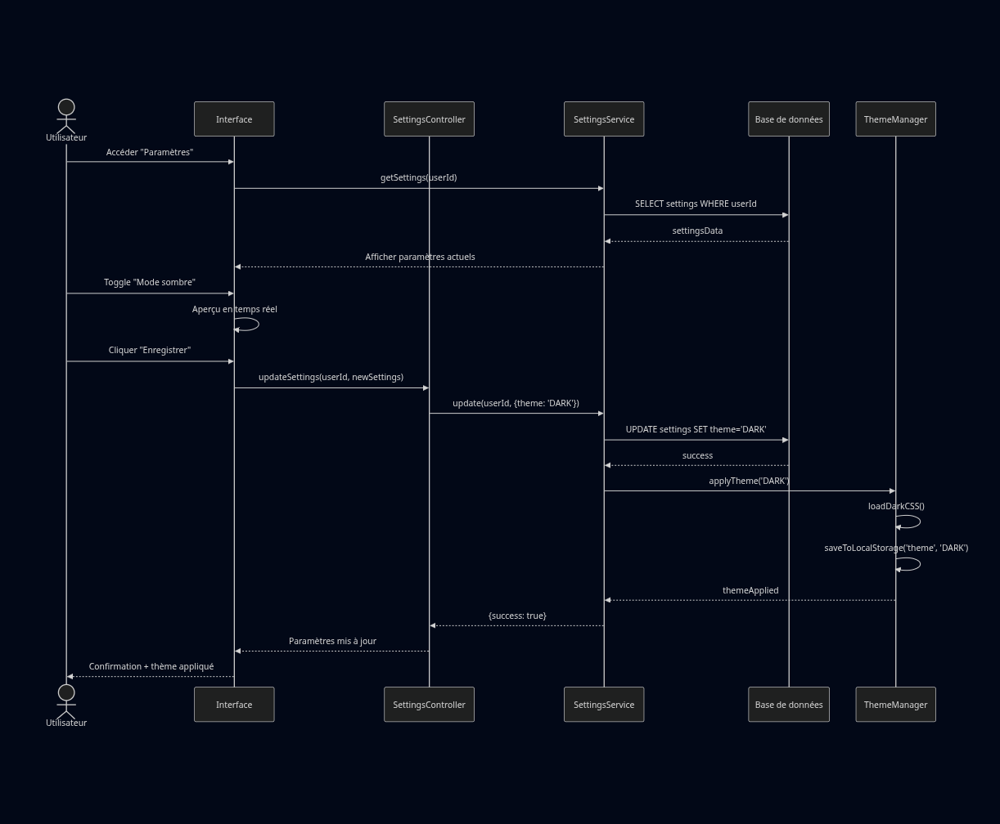 Utilisateur
Interface
SettingsController
SettingsService
Base de données
ThemeManager
Accéder "Paramètres"
getSettings(userId)
SELECT settings WHERE userId
settingsData
Afficher paramètres actuels
Toggle "Mode sombre"
Aperçu en temps réel
Cliquer "Enregistrer"
updateSettings(userId, newSettings)
update(userId, {theme: 'DARK'})
UPDATE settings SET theme='DARK'
success
applyTheme('DARK')
loadDarkCSS()
saveToLocalStorage('theme', 'DARK')
themeApplied
{success: true}
Paramètres mis à jour
Confirmation + thème appliqué
Utilisateur
Interface
SettingsController
SettingsService
Base de données
ThemeManager